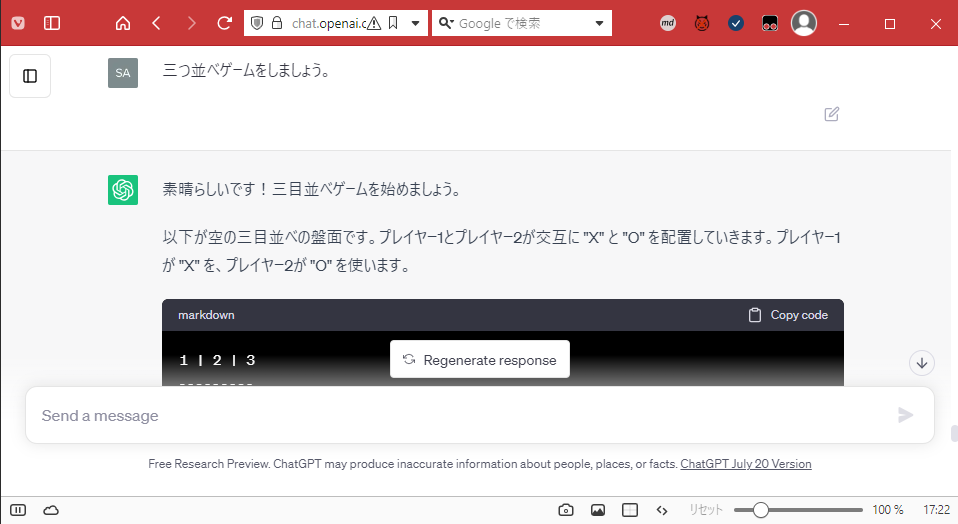 chat.openai.c
Google で検索
md
SA
三つ並べゲームをしましょう。
素晴らしいです！三目並べゲームを始めましょう。
以下が空の三目並べの盤面です。プレイヤー1とプレイヤー2が交互に "X" と "O" を配置していきます。プレイヤー1
が "X" を、プレイヤー2が "O" を使います。
markdown
Copy code
1 | 2 | 3
Regenerate response
Send a message
Free Research Preview. ChatGPT may produce inaccurate information about people, places, or facts. ChatGPT July 20 Version
リセット
100 %
17:22